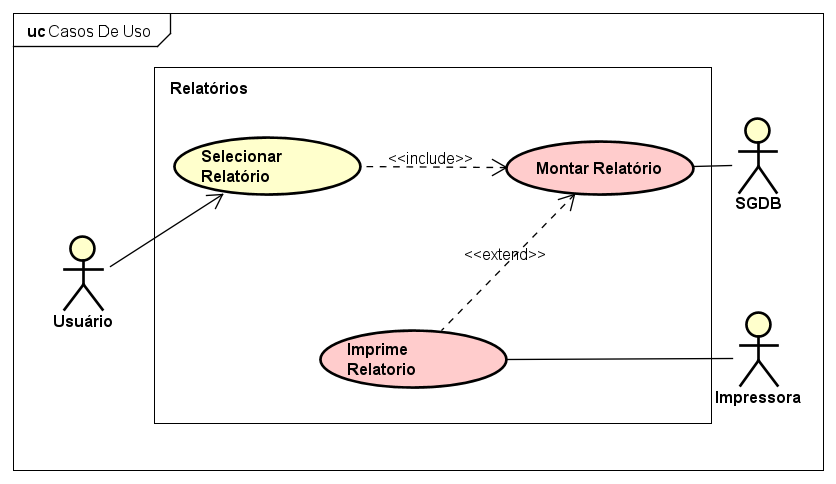 uc Casos De Uso
Relatórios
Selecionar
Relatório
<<include>>
Montar Relatório
SGDB
<<extend>>
Usuário
Imprime
Relatorio
Impressora